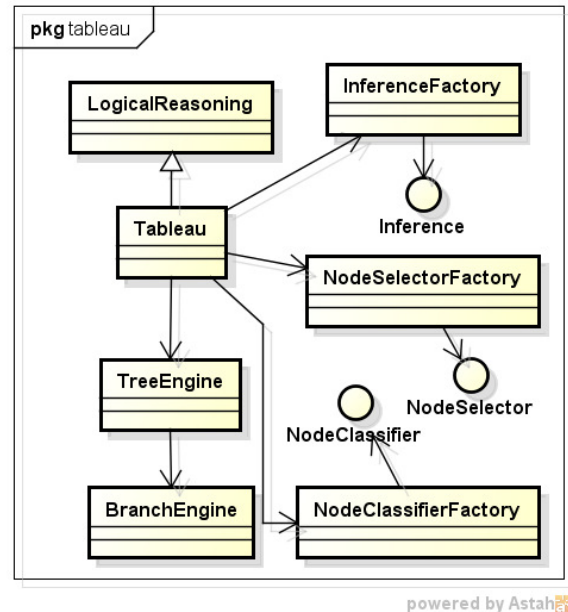 pkg tableau
LogicalReasoning
InferenceFactory
Inference
Tableau
NodeSelectorFactory
NodeSelector
TreeEngine
NodeClassifier
BranchEngine
NodeClassifierFactory
powered by Astah